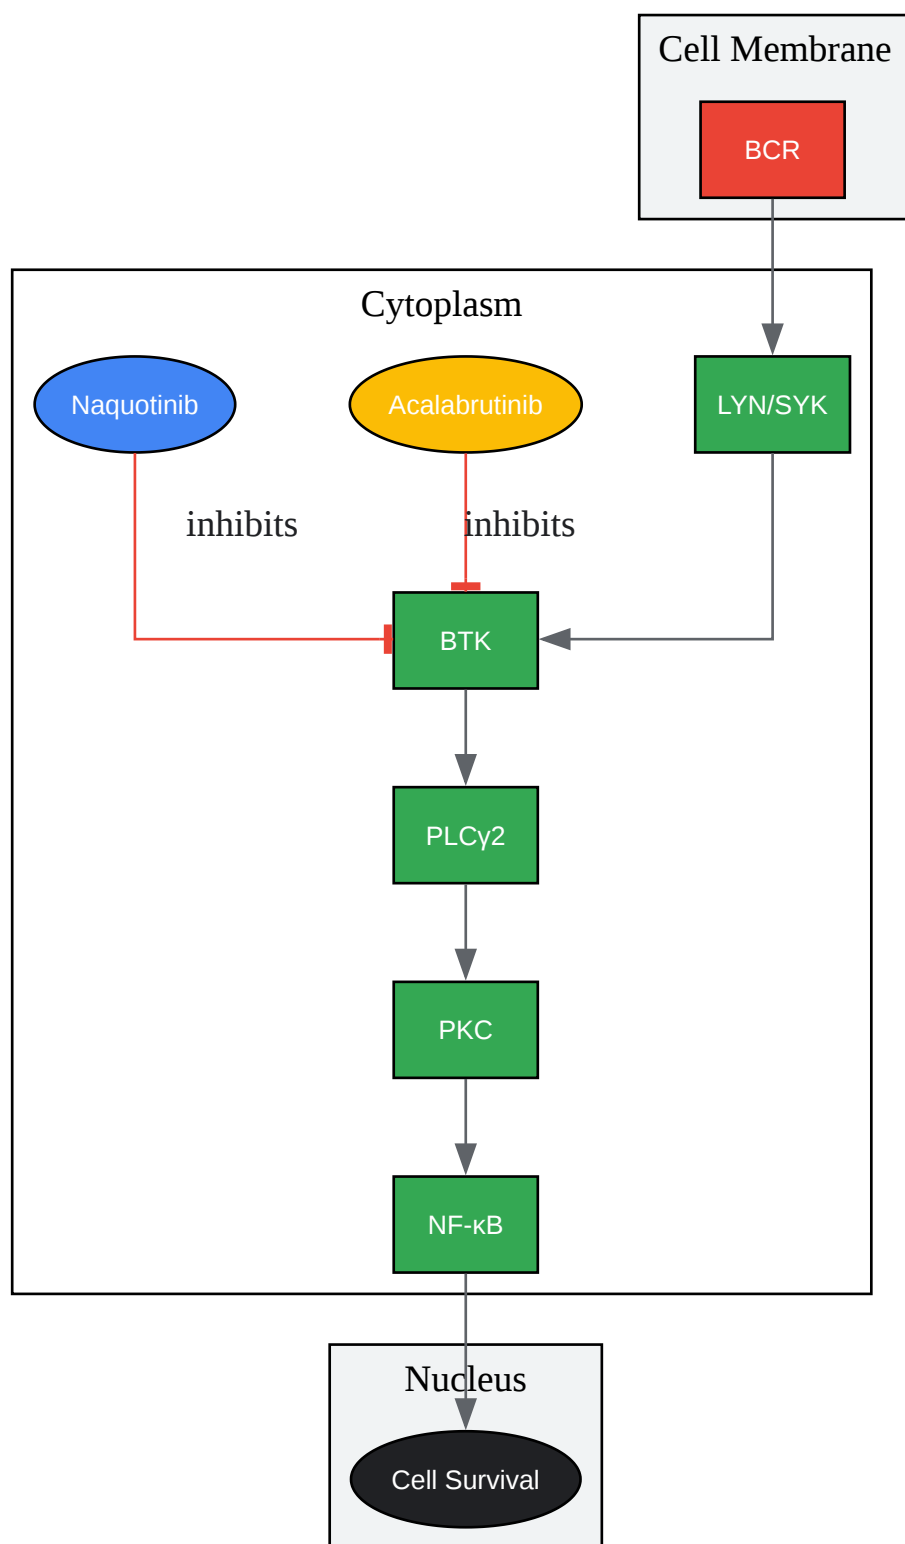 Cell Membrane
BCR
Cytoplasm
Naquotinib
Acalabrutinib
LYN/SYK
inhibits
inhibits
BTK
PLCγ2
PKC
NF-κB
Nucleus
Cell Survival